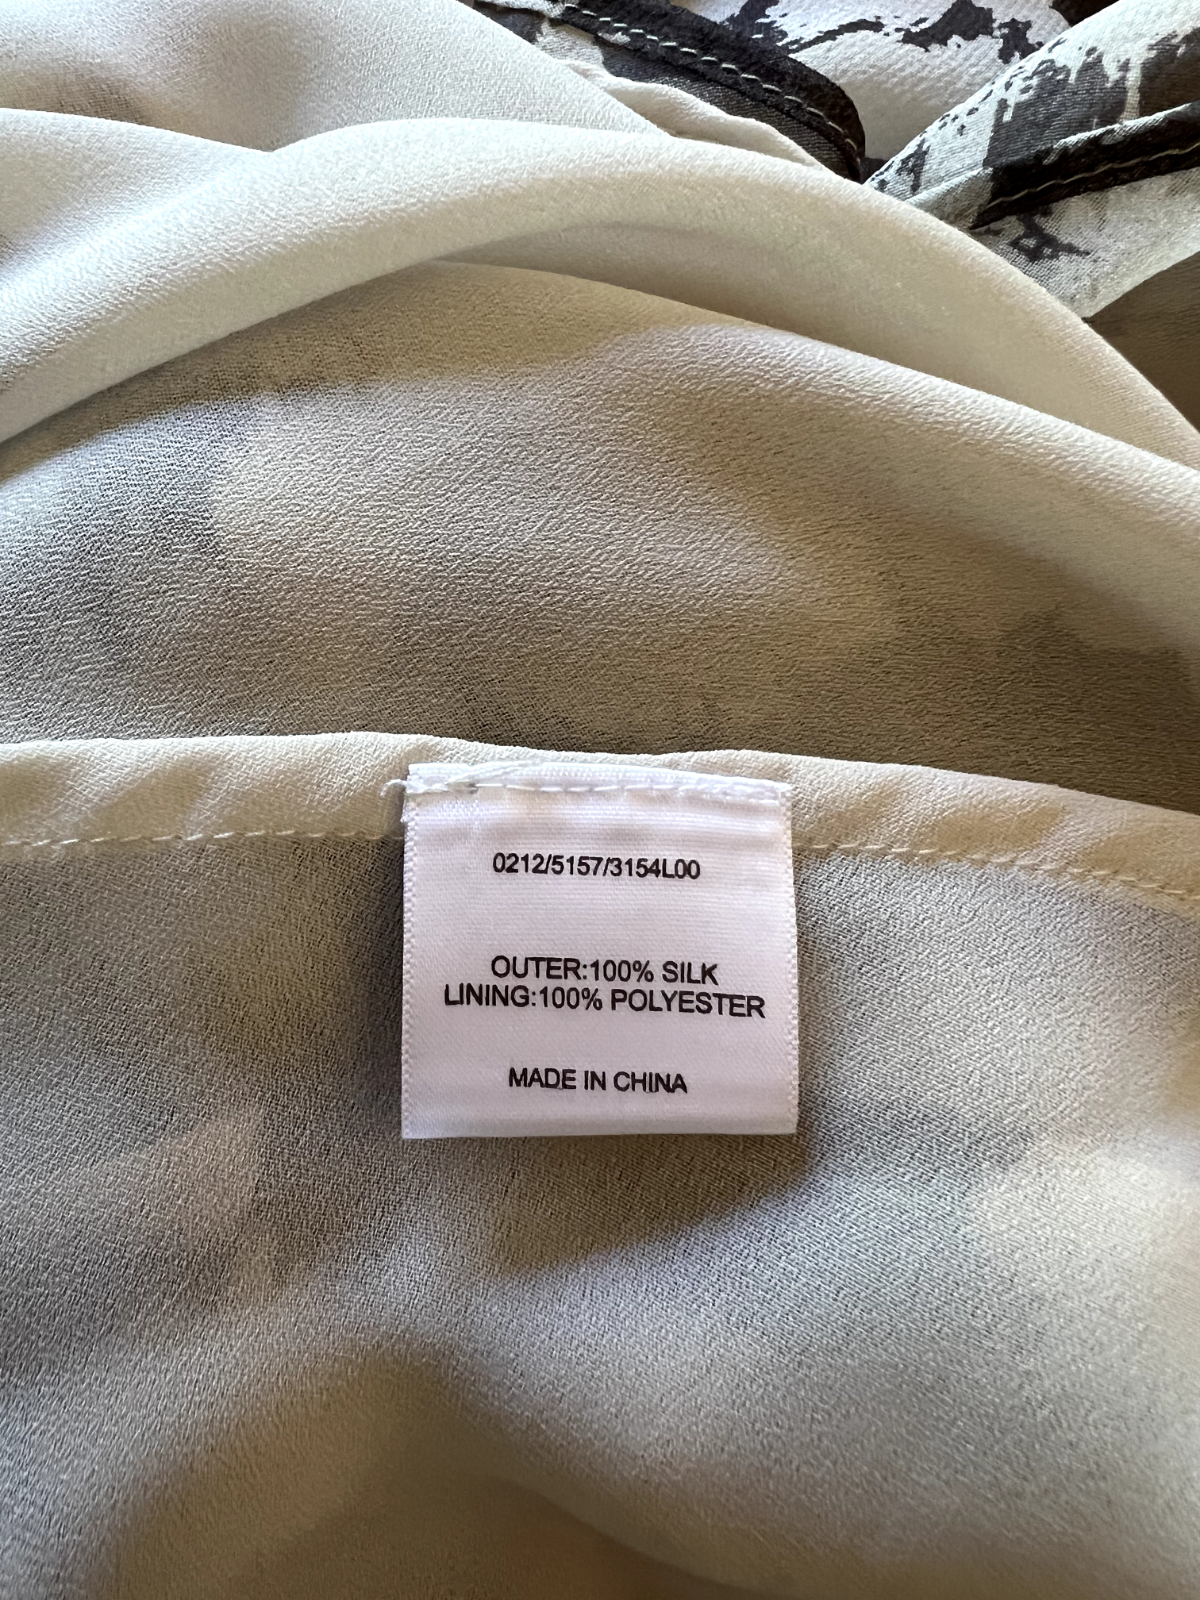 0212/5157/3154L00
OUTER:100% SILK
LINING:100% POLYESTER
MADE IN CHINA